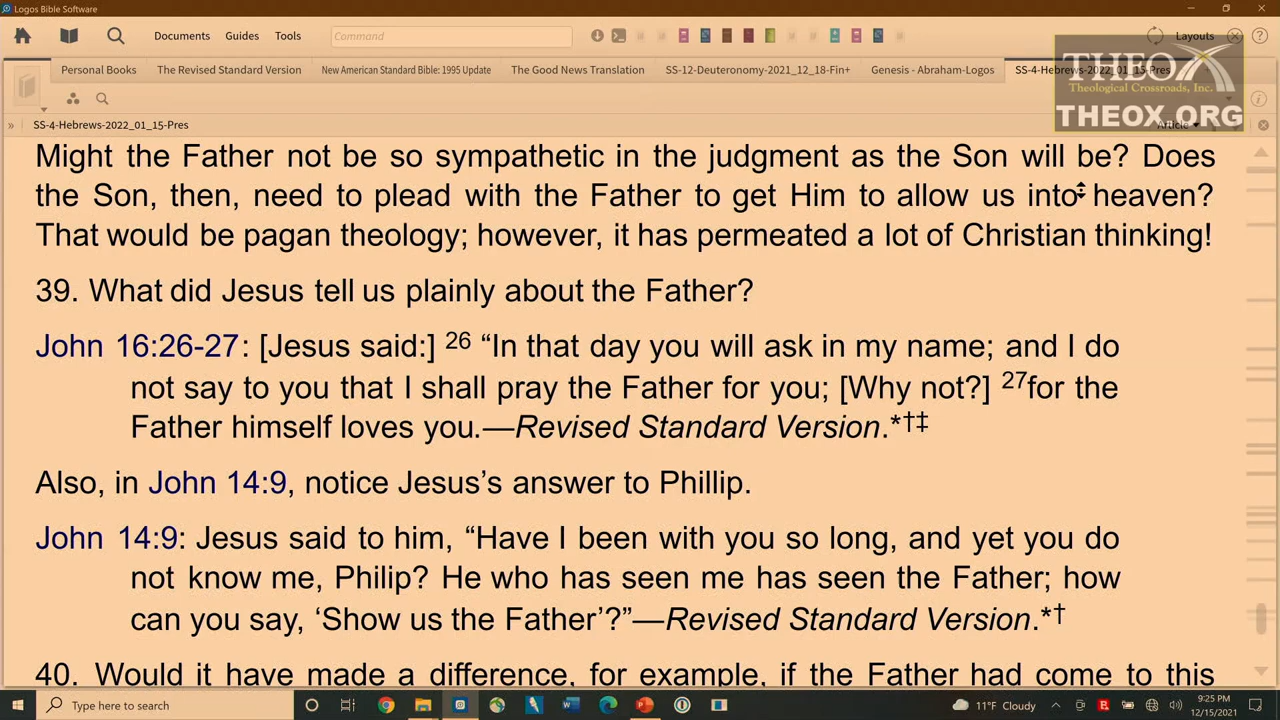 Logos Bible Software
Documents Guides Tools Command Layouts
Personal Books The Revised Standard Version New American Standard Bible: 1995 Update The Good News Translation SS-12-Deuteronomy-2021_12_18-Fin+ Genesis - Abraham-Logos SS-4-Hebrews-2022_01_15-Pres
THEOX
Theological Crossroads, Inc.
THEOX.ORG
SS-4-Hebrews-2022_01_15-Pres Article
Might the Father not be so sympathetic in the judgment as the Son will be? Does
the Son, then, need to plead with the Father to get Him to allow us into heaven?
That would be pagan theology; however, it has permeated a lot of Christian thinking!
39. What did Jesus tell us plainly about the Father?
John 16:26-27: [Jesus said:] 26 “In that day you will ask in my name; and I do
not say to you that I shall pray the Father for you; [Why not?] 27for the
Father himself loves you.—Revised Standard Version.*†‡
Also, in John 14:9, notice Jesus’s answer to Phillip.
John 14:9: Jesus said to him, “Have I been with you so long, and yet you do
not know me, Philip? He who has seen me has seen the Father; how
can you say, ‘Show us the Father’?”—Revised Standard Version.*†
40. Would it have made a difference, for example, if the Father had come to this
Type here to search
11°F Cloudy
9:25 PM
12/15/2021